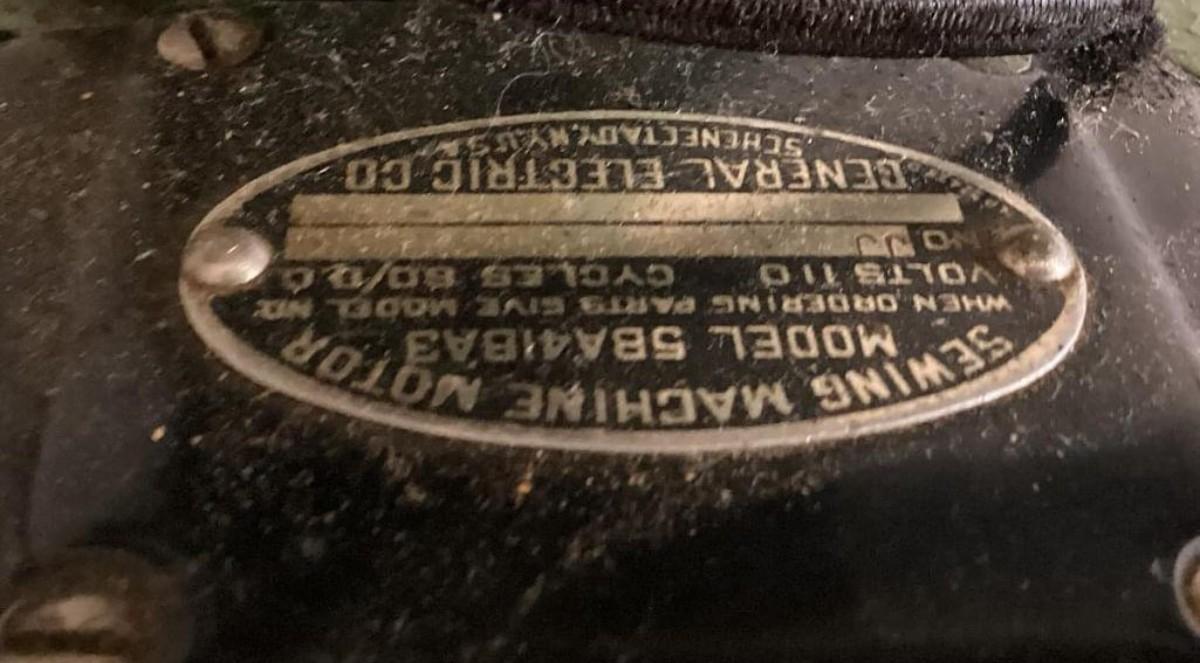 SEWING MACHINE MOTOR
MODEL 5BA41BA3
WHEN ORDERING PARTS GIVE MODEL NO.
VOLTS 110 CYCLES 60/D.C.
NO
GENERAL ELECTRIC CO
SCHENECTADY, N.Y. U.S.A.